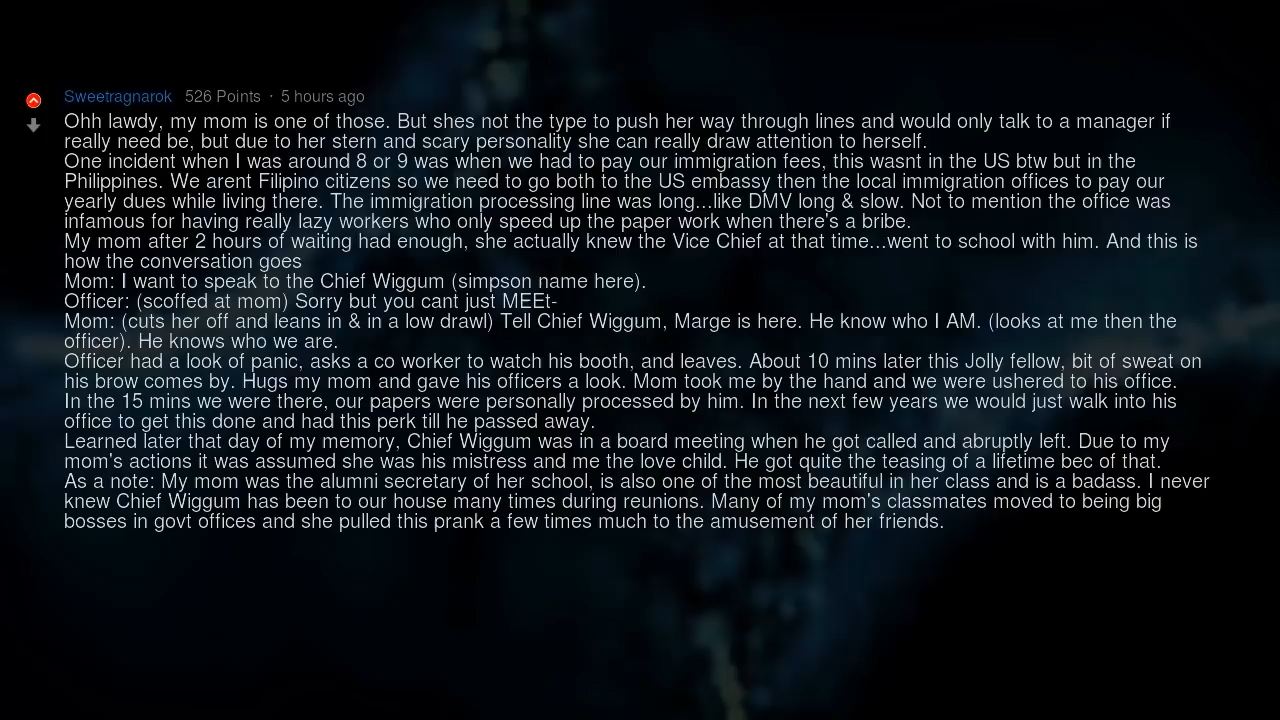 Sweetragnarok 526 Points · 5 hours ago
Ohh lawdy, my mom is one of those. But shes not the type to push her way through lines and would only talk to a manager if
really need be, but due to her stern and scary personality she can really draw attention to herself.
One incident when I was around 8 or 9 was when we had to pay our immigration fees, this wasnt in the US btw but in the
Philippines. We arent Filipino citizens so we need to go both to the US embassy then the local immigration offices to pay our
yearly dues while living there. The immigration processing line was long...like DMV long & slow. Not to mention the office was
infamous for having really lazy workers who only speed up the paper work when there's a bribe.
My mom after 2 hours of waiting had enough, she actually knew the Vice Chief at that time...went to school with him. And this is
how the conversation goes
Mom: I want to speak to the Chief Wiggum (simpson name here).
Officer: (scoffed at mom) Sorry but you cant just MEEt-
Mom: (cuts her off and leans in & in a low drawl) Tell Chief Wiggum, Marge is here. He know who I AM. (looks at me then the
officer). He knows who we are.
Officer had a look of panic, asks a co worker to watch his booth, and leaves. About 10 mins later this Jolly fellow, bit of sweat on
his brow comes by. Hugs my mom and gave his officers a look. Mom took me by the hand and we were ushered to his office.
In the 15 mins we were there, our papers were personally processed by him. In the next few years we would just walk into his
office to get this done and had this perk till he passed away.
Learned later that day of my memory, Chief Wiggum was in a board meeting when he got called and abruptly left. Due to my
mom's actions it was assumed she was his mistress and me the love child. He got quite the teasing of a lifetime bec of that.
As a note: My mom was the alumni secretary of her school, is also one of the most beautiful in her class and is a badass. I never
knew Chief Wiggum has been to our house many times during reunions. Many of my mom's classmates moved to being big
bosses in govt offices and she pulled this prank a few times much to the amusement of her friends.